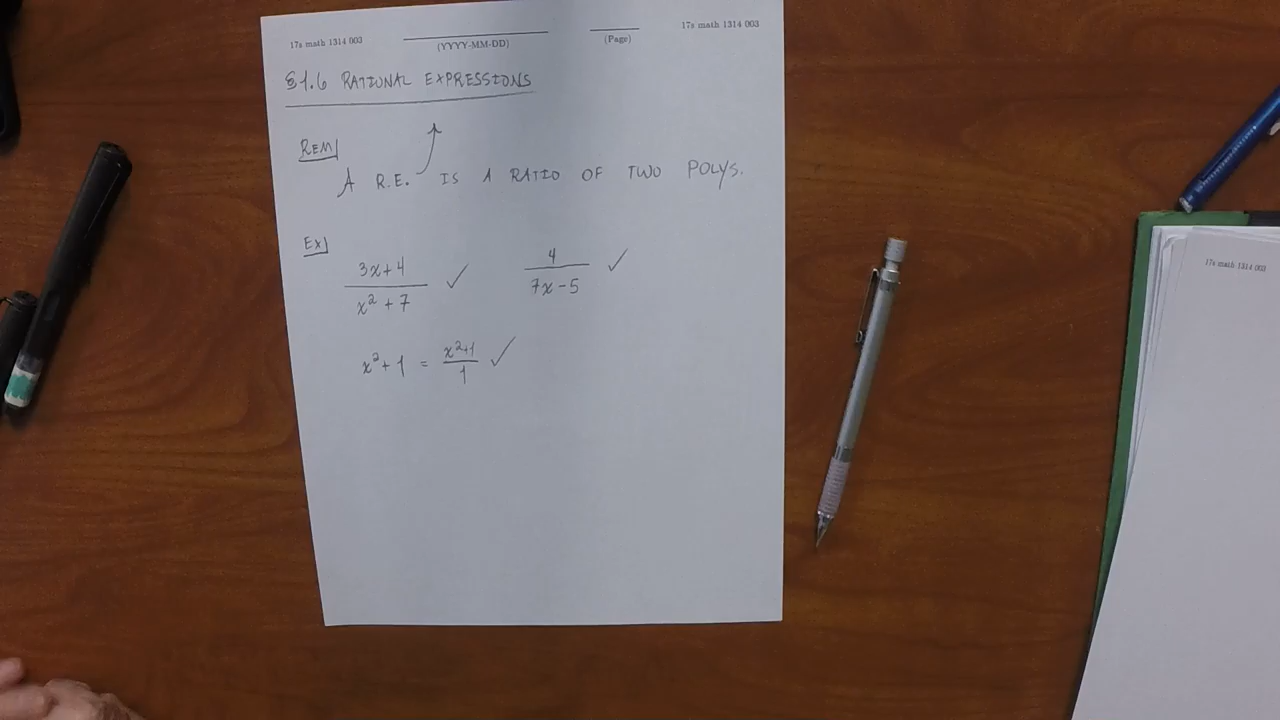 17s math 1314 003 (YYYY-MM-DD) (Page) 17s math 1314 003
§1.6 RATIONAL EXPRESSIONS
REM
A R.E. IS A RATIO OF TWO POLYS.
EX
3x+4 / x²+7 ✓ 4 / 7x-5 ✓
x²+1 = x²+1 / 1 ✓
17s math 1314 003